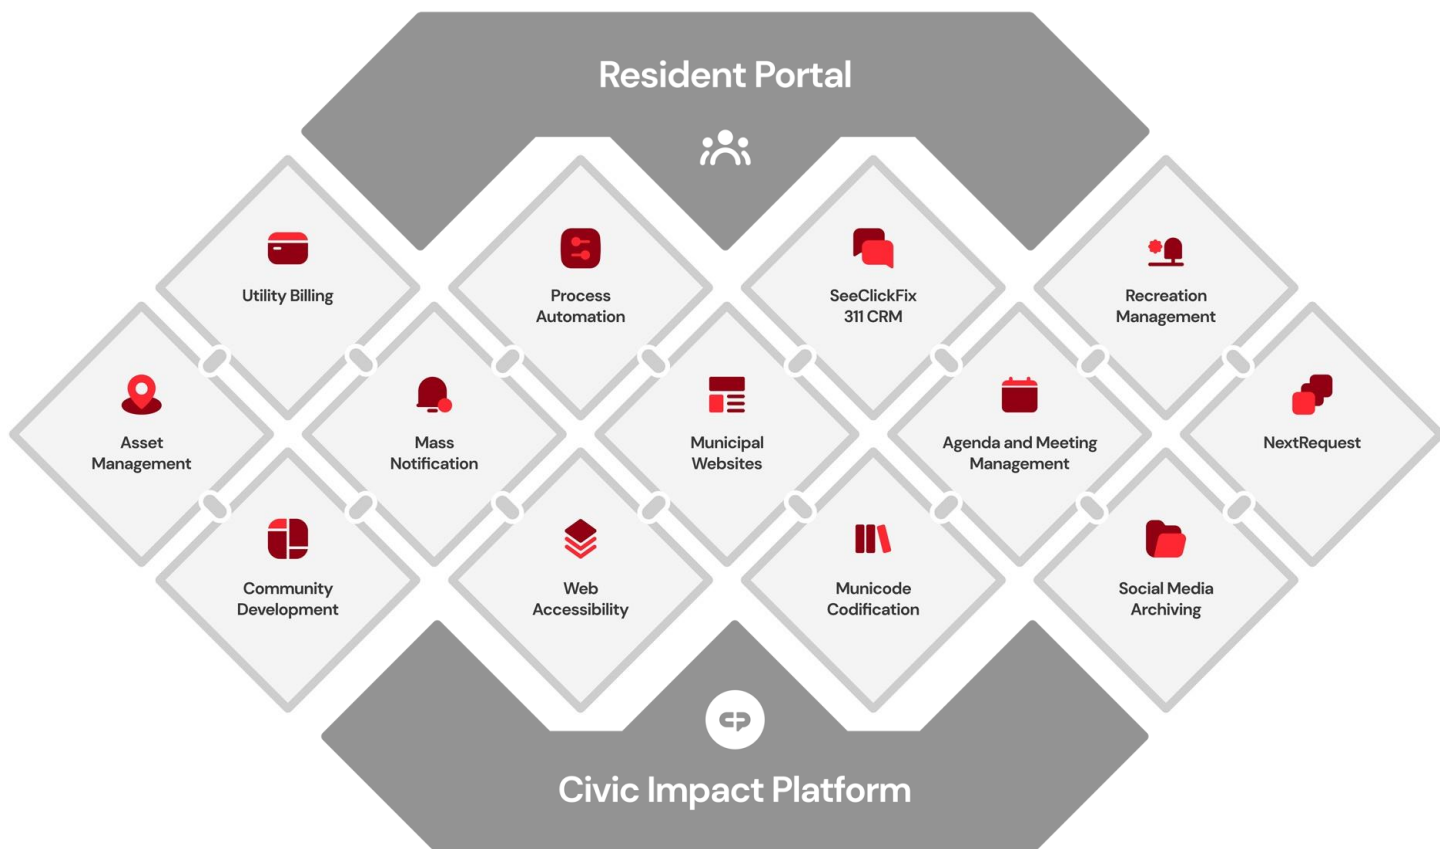 Resident Portal
Utility Billing
Process
Automation
SeeClickFix
311 CRM
Recreation
Management
Asset
Management
Mass
Notification
Municipal
Websites
Agenda and Meeting
Management
NextRequest
Community
Development
Web
Accessibility
Municode
Codification
Social Media
Archiving
Civic Impact Platform